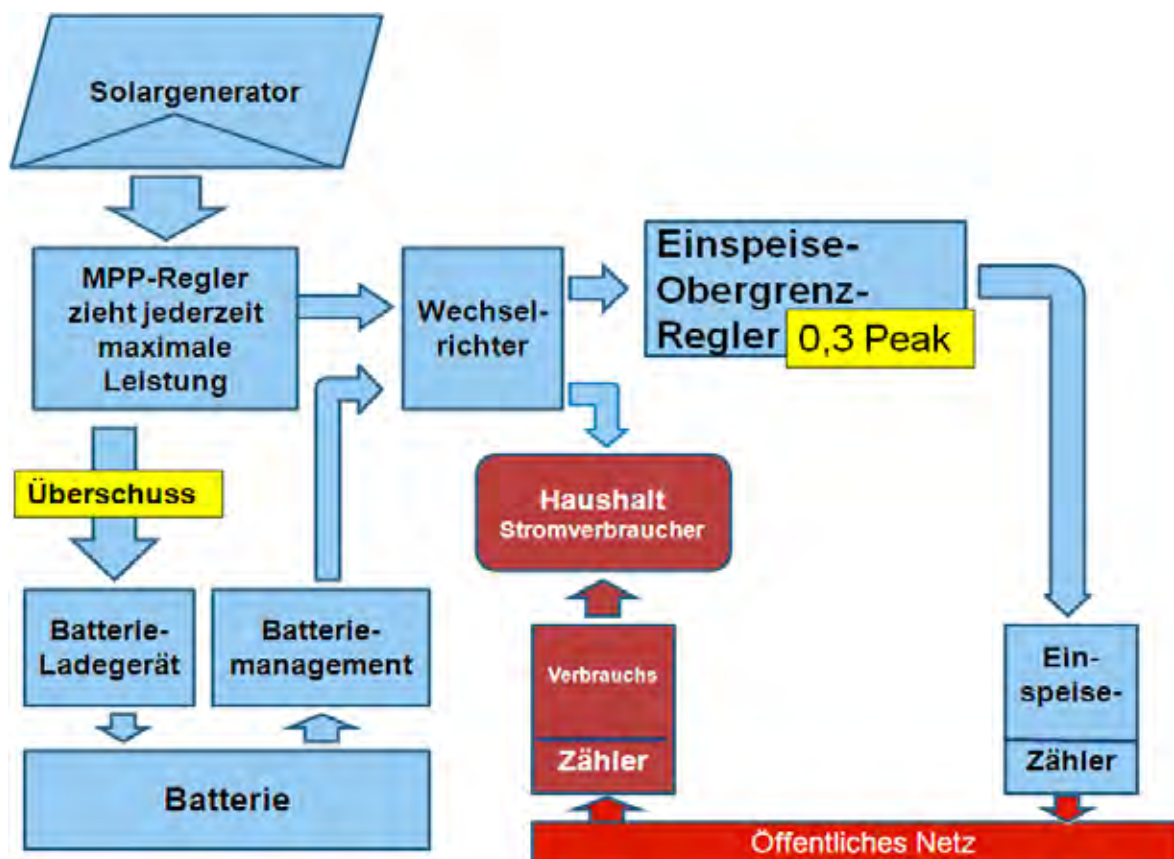 Solargenerator
MPP-Regler
zieht jederzeit
maximale
Leistung
Wechsel-
richter
Einspeise-
Obergrenz-
Regler
0,3 Peak
Überschuss
Haushalt
Stromverbraucher
Batterie-
Ladegerät
Batterie-
management
Verbrauchs
Zähler
Ein-
speise-
Zähler
Batterie
Öffentliches Netz